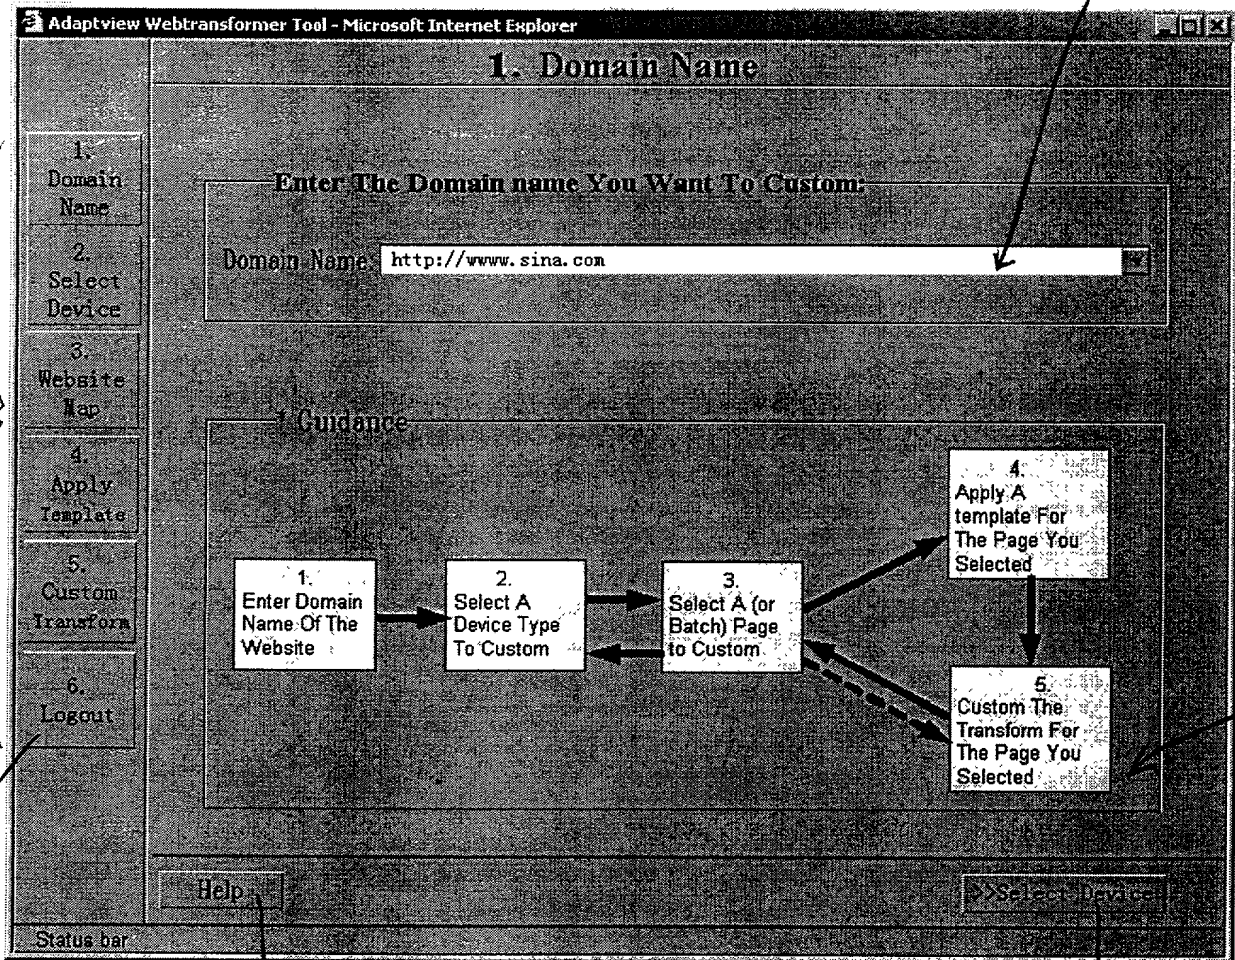 Adaptview Webtransformer Tool - Microsoft Internet Explorer
1. Domain Name
1.
Domain
Name
2.
Select
Device
3.
Website
Map
4.
Apply
Template
5.
Custom
Transform
6.
Logout
Enter The Domain name You Want To Custom:
Domain Name: http://wwww.sina.com
1 Guidance
1.
Enter Domain
Name Of The
Website
2.
Select A
Device Type
To Custom
3.
Select A (or
Batch) Page
to Custom
4.
Apply A
template For
The Page You
Selected
5.
Custom The
Transform For
The Page You
Selected
Help
>>Select Device
Status bar